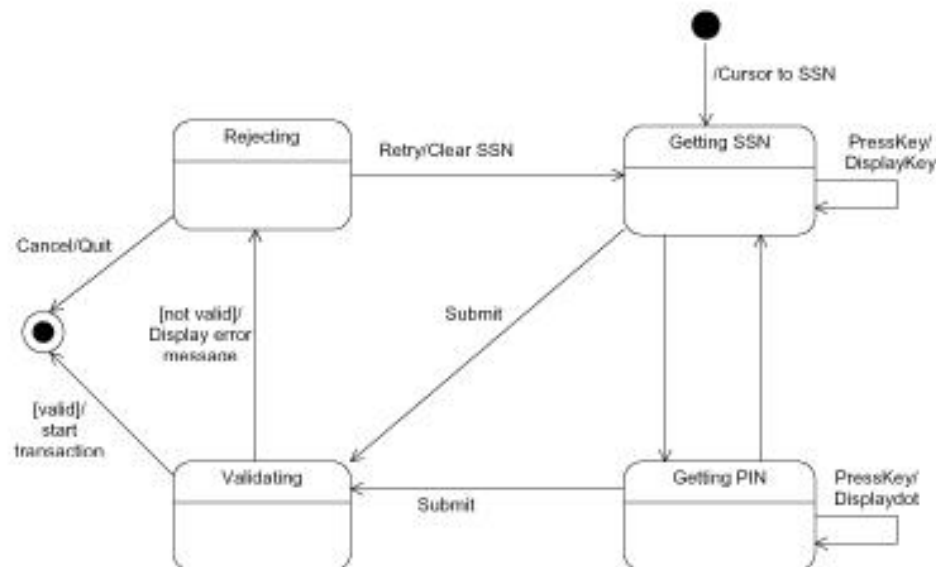 /Cursor to SSN
Rejecting
Getting SSN
Retry/Clear SSN
PressKey/
DisplayKey
Cancel/Quit
[not valid]/
Display error
message
Submit
[valid]/
start
transaction
Validating
Getting PIN
Submit
PressKey/
Displaydot